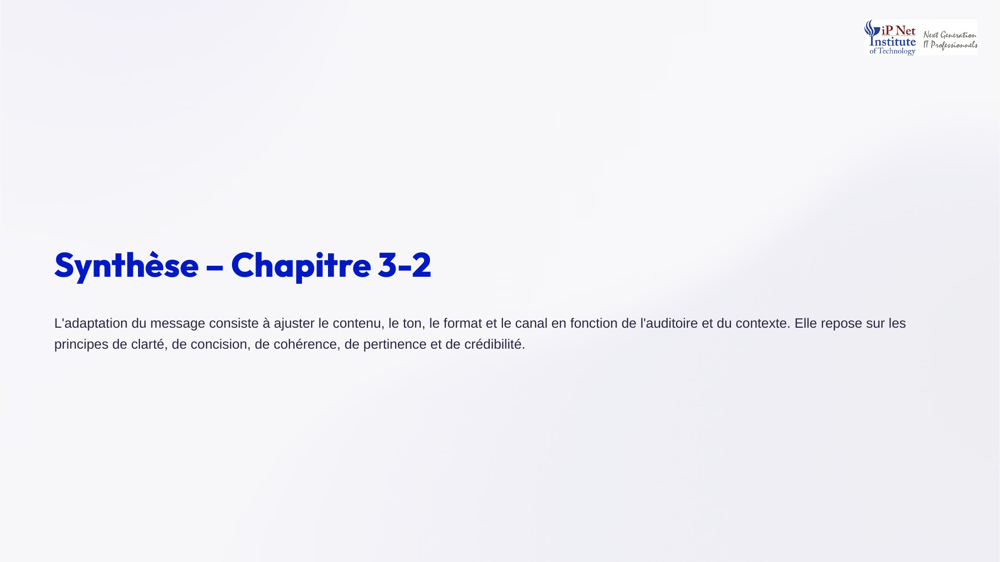 iP Net
Institute
of Technology
Next Generation
IT Professionnels
Synthèse – Chapitre 3-2
L'adaptation du message consiste à ajuster le contenu, le ton, le format et le canal en fonction de l'auditoire et du contexte. Elle repose sur les
principes de clarté, de concision, de cohérence, de pertinence et de crédibilité.